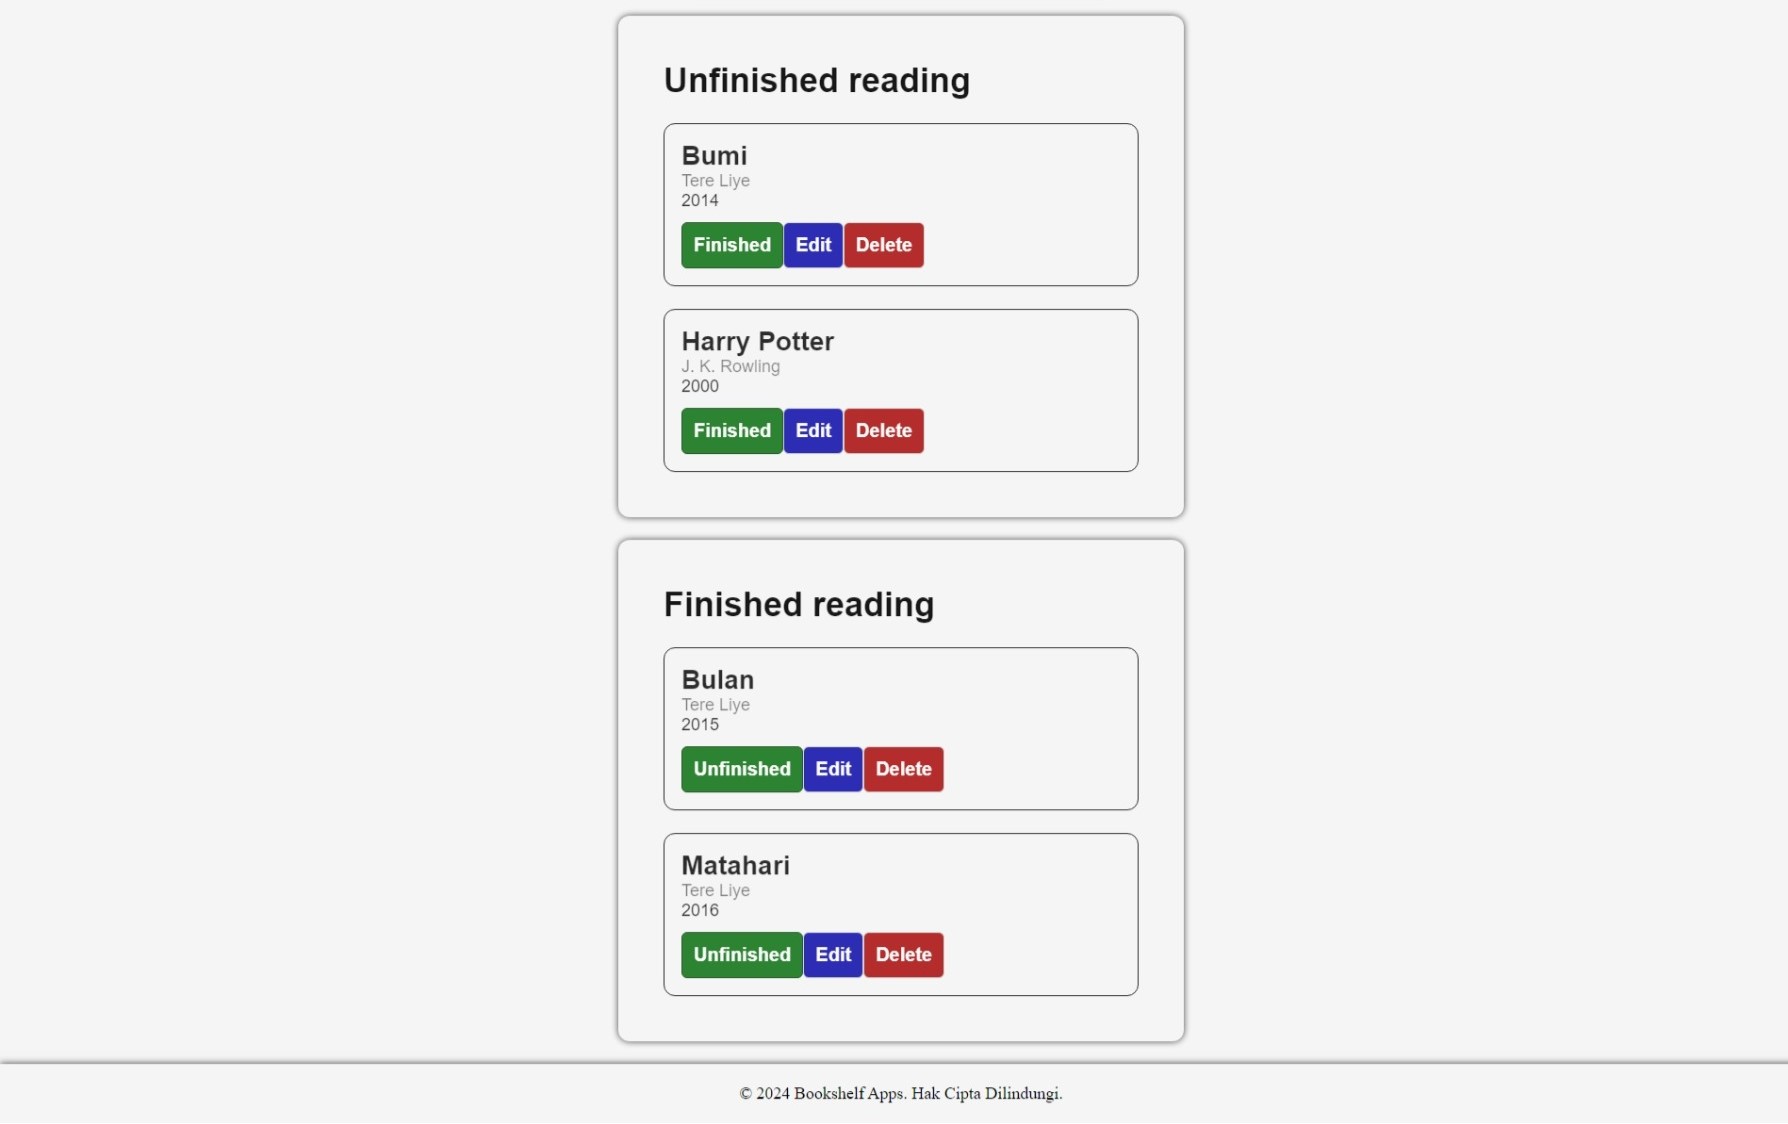 Unfinished reading
Bumi
Tere Liye
2014
Finished Edit Delete
Harry Potter
J. K. Rowling
2000
Finished Edit Delete
Finished reading
Bulan
Tere Liye
2015
Unfinished Edit Delete
Matahari
Tere Liye
2016
Unfinished Edit Delete
© 2024 Bookshelf Apps. Hak Cipta Dilindungi.